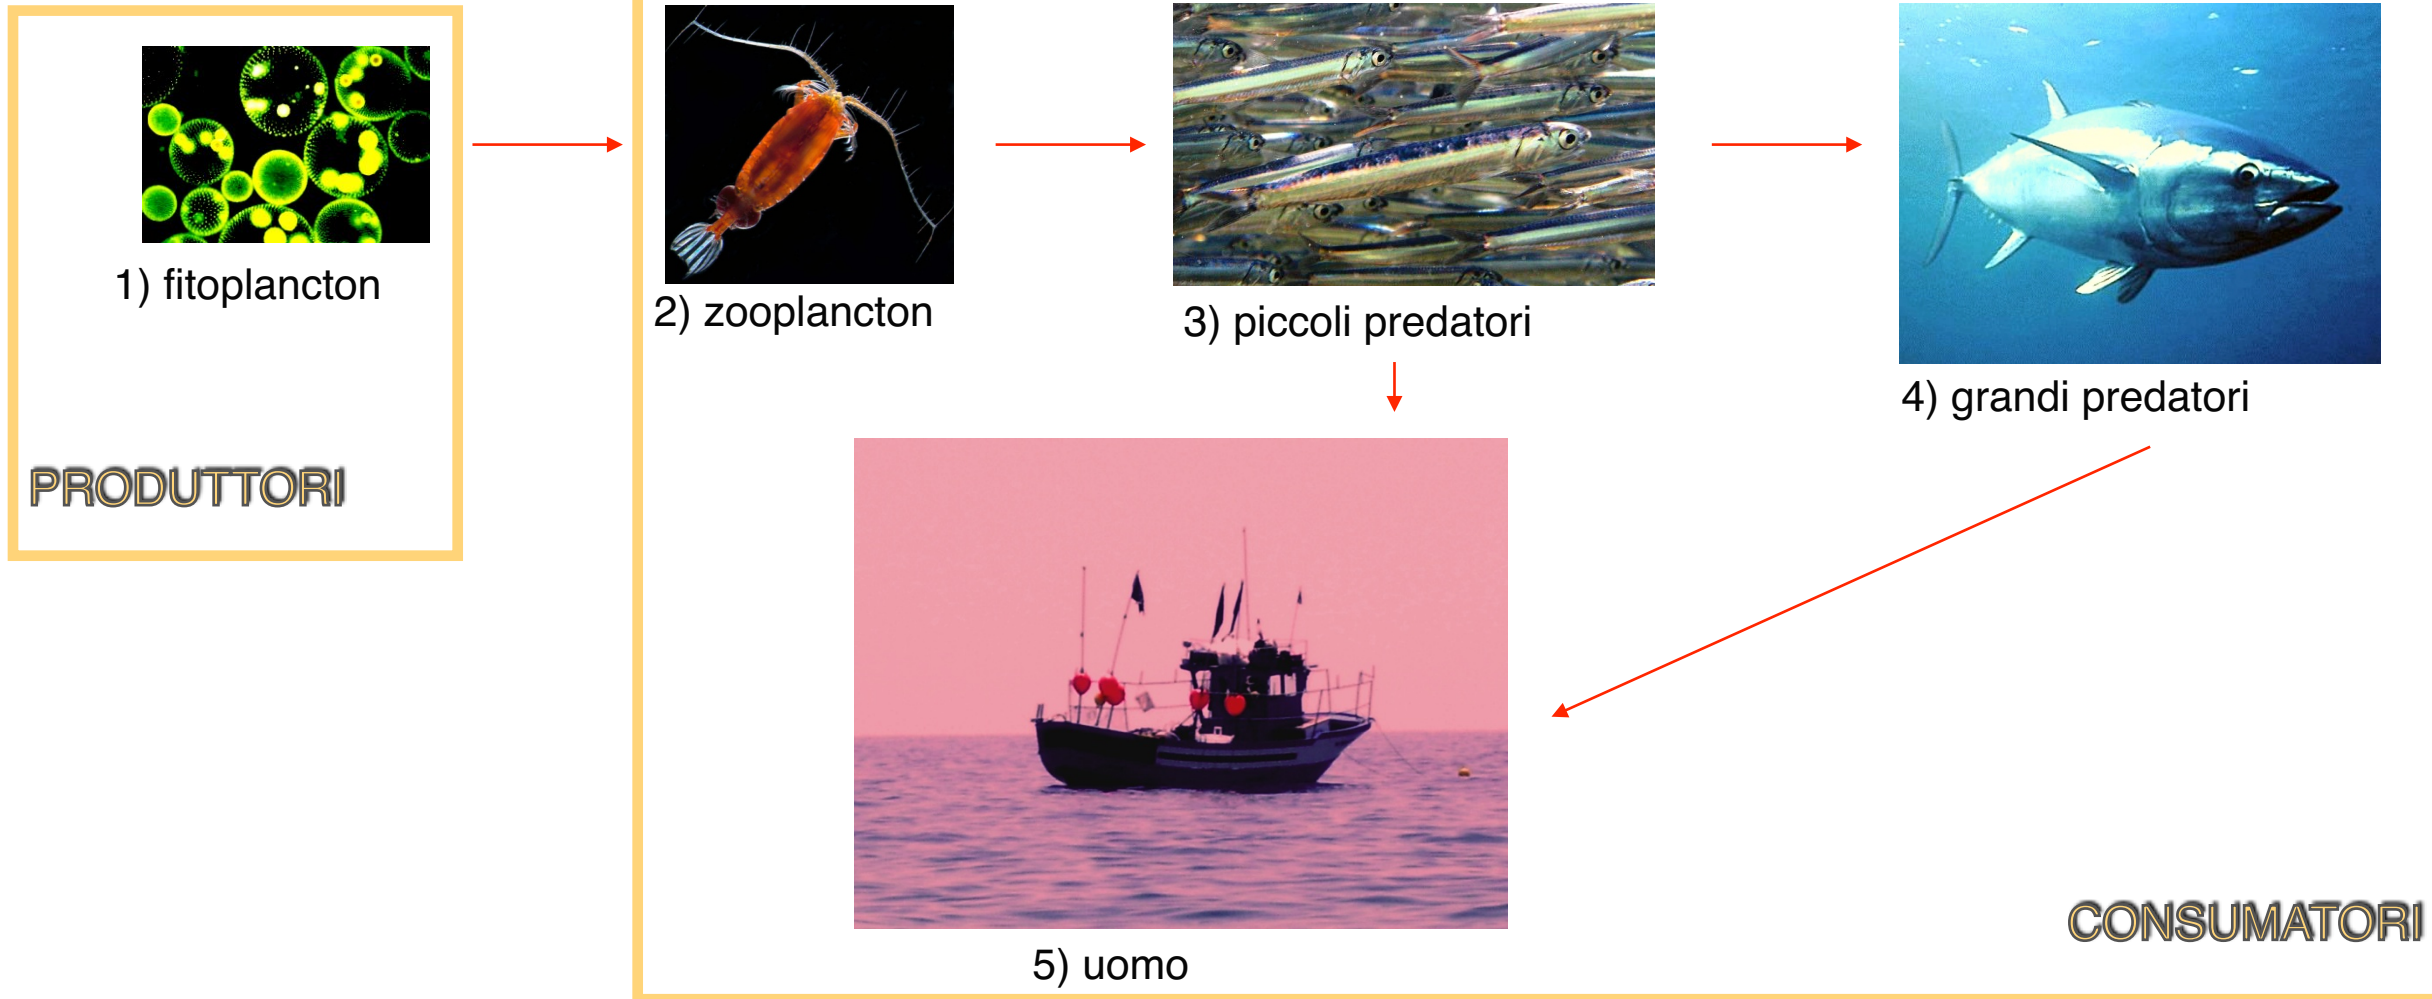 1) fitoplancton
2) zooplancton
3) piccoli predatori
4) grandi predatori
PRODUTTORI
5) uomo
CONSUMATORI